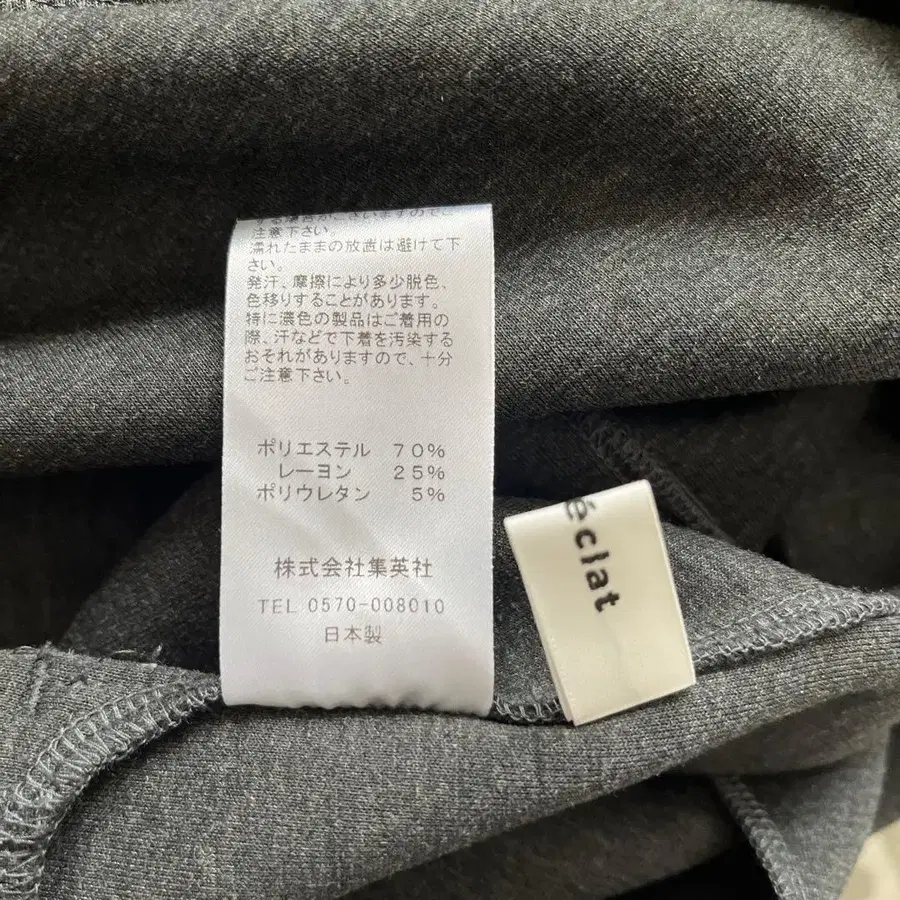 注意下さい。
濡れたままの放置は避けて下
さい。
発汗、摩擦により多少脱色、
色移りすることがあります。
特に濃色の製品はご着用の
際、汗などで下着を汚染する
おそれがありますので、十分
ご注意下さい。
ポリエステル 70%
レーヨン 25%
ポリウレタン 5%
株式会社集英社
TEL 0570-008010
日本製
éclat